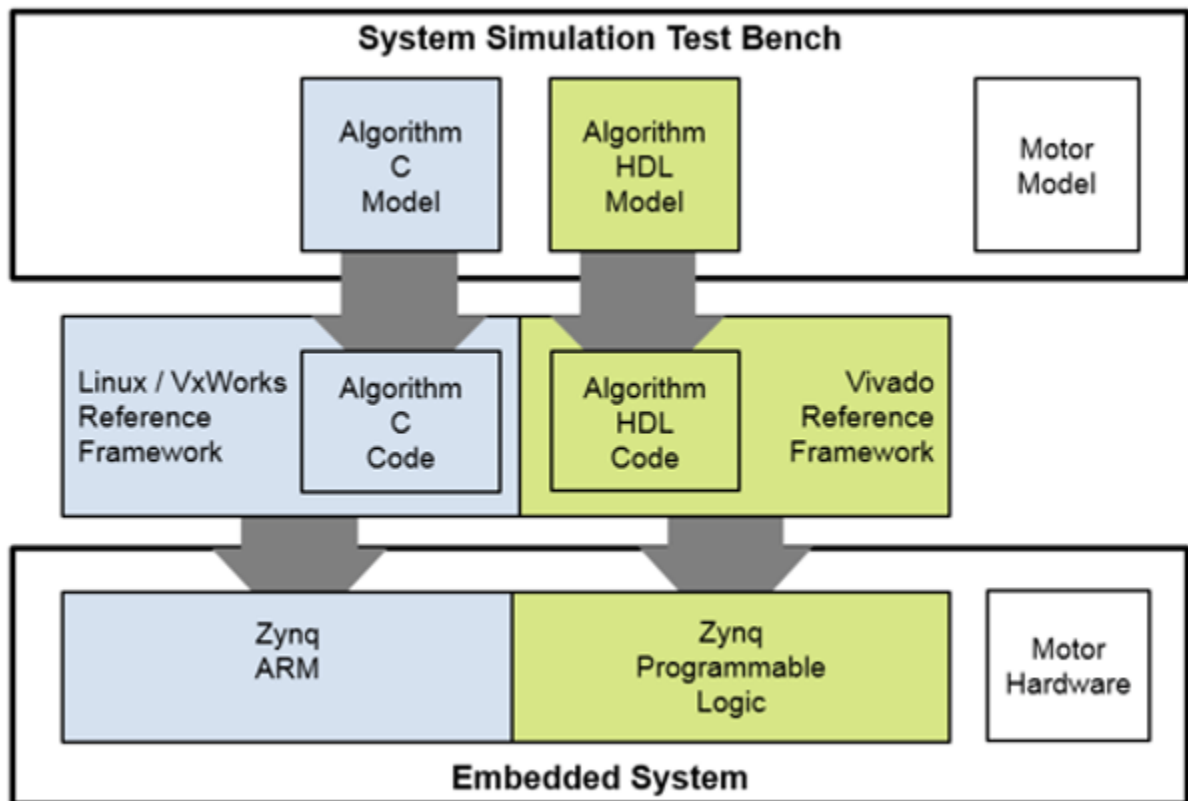 System Simulation Test Bench
Algorithm
C
Model
Algorithm
HDL
Model
Motor
Model
Linux / VxWorks
Reference
Framework
Algorithm
C
Code
Algorithm
HDL
Code
Vivado
Reference
Framework
Zynq
ARM
Zynq
Programmable
Logic
Motor
Hardware
Embedded System